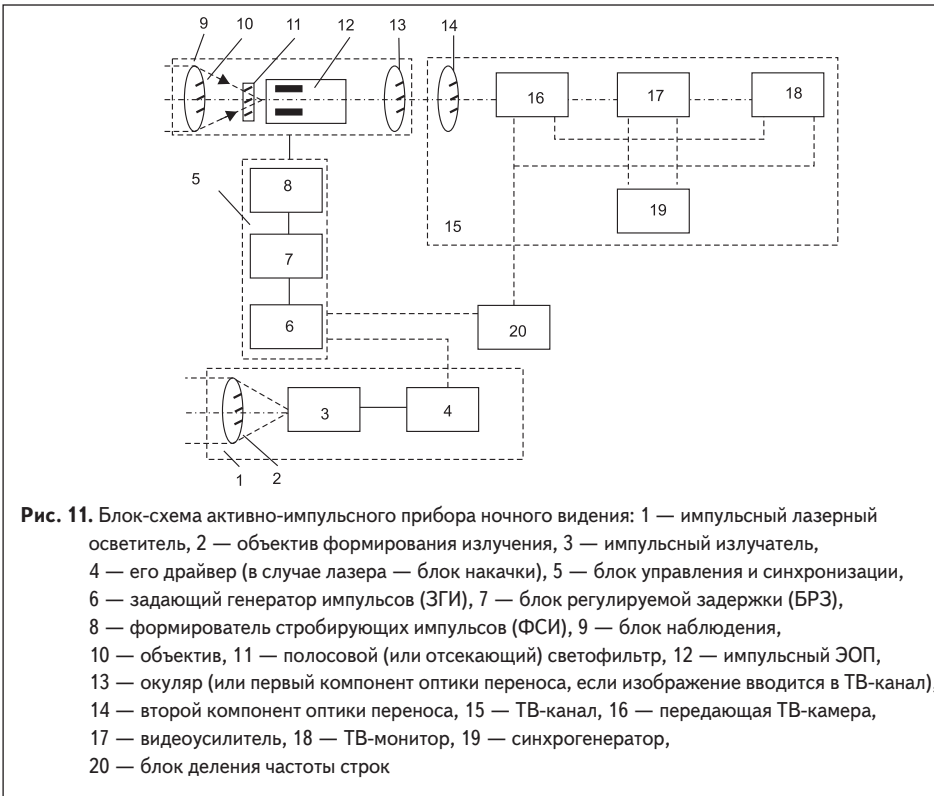 9 10 11 12 13 14
16 17 18
5 8
19
15
7
6 20
3 4
1 2
Рис. 11. Блок-схема активно-импульсного прибора ночного видения: 1 — импульсный лазерный
осветитель, 2 — объектив формирования излучения, 3 — импульсный излучатель,
4 — его драйвер (в случае лазера — блок накачки), 5 — блок управления и синхронизации,
6 — задающий генератор импульсов (ЗГИ), 7 — блок регулируемой задержки (БРЗ),
8 — формирователь стробирующих импульсов (ФСИ), 9 — блок наблюдения,
10 — объектив, 11 — полосовой (или отсекающий) светофильтр, 12 — импульсный ЭОП,
13 — окуляр (или первый компонент оптики переноса, если изображение вводится в ТВ-канал),
14 — второй компонент оптики переноса, 15 — ТВ-канал, 16 — передающая ТВ-камера,
17 — видеоусилитель, 18 — ТВ-монитор, 19 — синхрогенератор,
20 — блок деления частоты строк